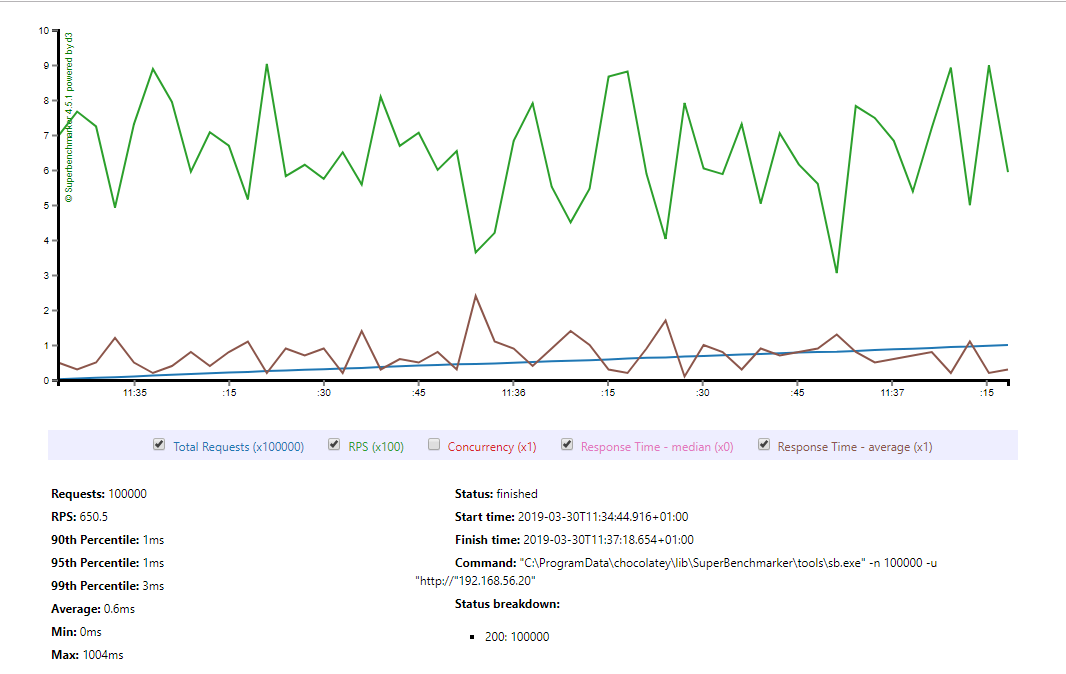 10
9
8
7
6
5
4
3
2
1
0
© Superbenchmarker 4.5.1 powered by d3
11:35 :15 :30 :45 11:36 :15 :30 :45 11:37 :15
Total Requests (x100000) RPS (x100) Concurrency (x1) Response Time - median (x0) Response Time - average (x1)
Requests: 100000
RPS: 650.5
90th Percentile: 1ms
95th Percentile: 1ms
99th Percentile: 3ms
Average: 0.6ms
Min: 0ms
Max: 1004ms
Status: finished
Start time: 2019-03-30T11:34:44.916+01:00
Finish time: 2019-03-30T11:37:18.654+01:00
Command: "C:\ProgramData\chocolatey\lib\SuperBenchmarker\tools\sb.exe" -n 100000 -u
"http://"192.168.56.20"
Status breakdown:
200: 100000